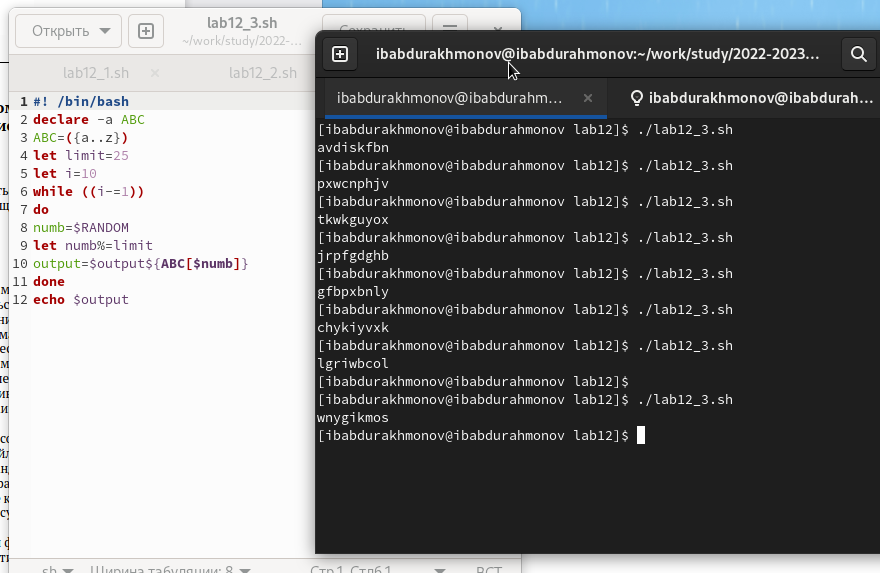 Открыть
lab12_3.sh
~/work/study/2022-...
Сохранить
lab12_1.sh
lab12_2.sh
1 #! /bin/bash
2 declare -a ABC
3 ABC=({a..z})
4 let limit=25
5 let i=10
6 while ((i-=1))
7 do
8 numb=$RANDOM
9 let numb%=limit
10 output=$output${ABC[$numb]}
11 done
12 echo $output
sh
Ширина табуляции: 8
Стр 1, Стлб 1
ВСТ
ibabdurakhmonov@ibabdurahmonov:~/work/study/2022-2023...
ibabdurakhmonov@ibabdurahm...
ibabdurakhmonov@ibabdurah...
[ibabdurakhmonov@ibabdurahmonov lab12]$ ./lab12_3.sh
avdiskfbn
[ibabdurakhmonov@ibabdurahmonov lab12]$ ./lab12_3.sh
pxwcnphjv
[ibabdurakhmonov@ibabdurahmonov lab12]$ ./lab12_3.sh
tkwkguyox
[ibabdurakhmonov@ibabdurahmonov lab12]$ ./lab12_3.sh
jrpfgdghb
[ibabdurakhmonov@ibabdurahmonov lab12]$ ./lab12_3.sh
gfbpxbnly
[ibabdurakhmonov@ibabdurahmonov lab12]$ ./lab12_3.sh
chykiyvxk
[ibabdurakhmonov@ibabdurahmonov lab12]$ ./lab12_3.sh
lgriwbcol
[ibabdurakhmonov@ibabdurahmonov lab12]$
[ibabdurakhmonov@ibabdurahmonov lab12]$ ./lab12_3.sh
wnygikmos
[ibabdurakhmonov@ibabdurahmonov lab12]$